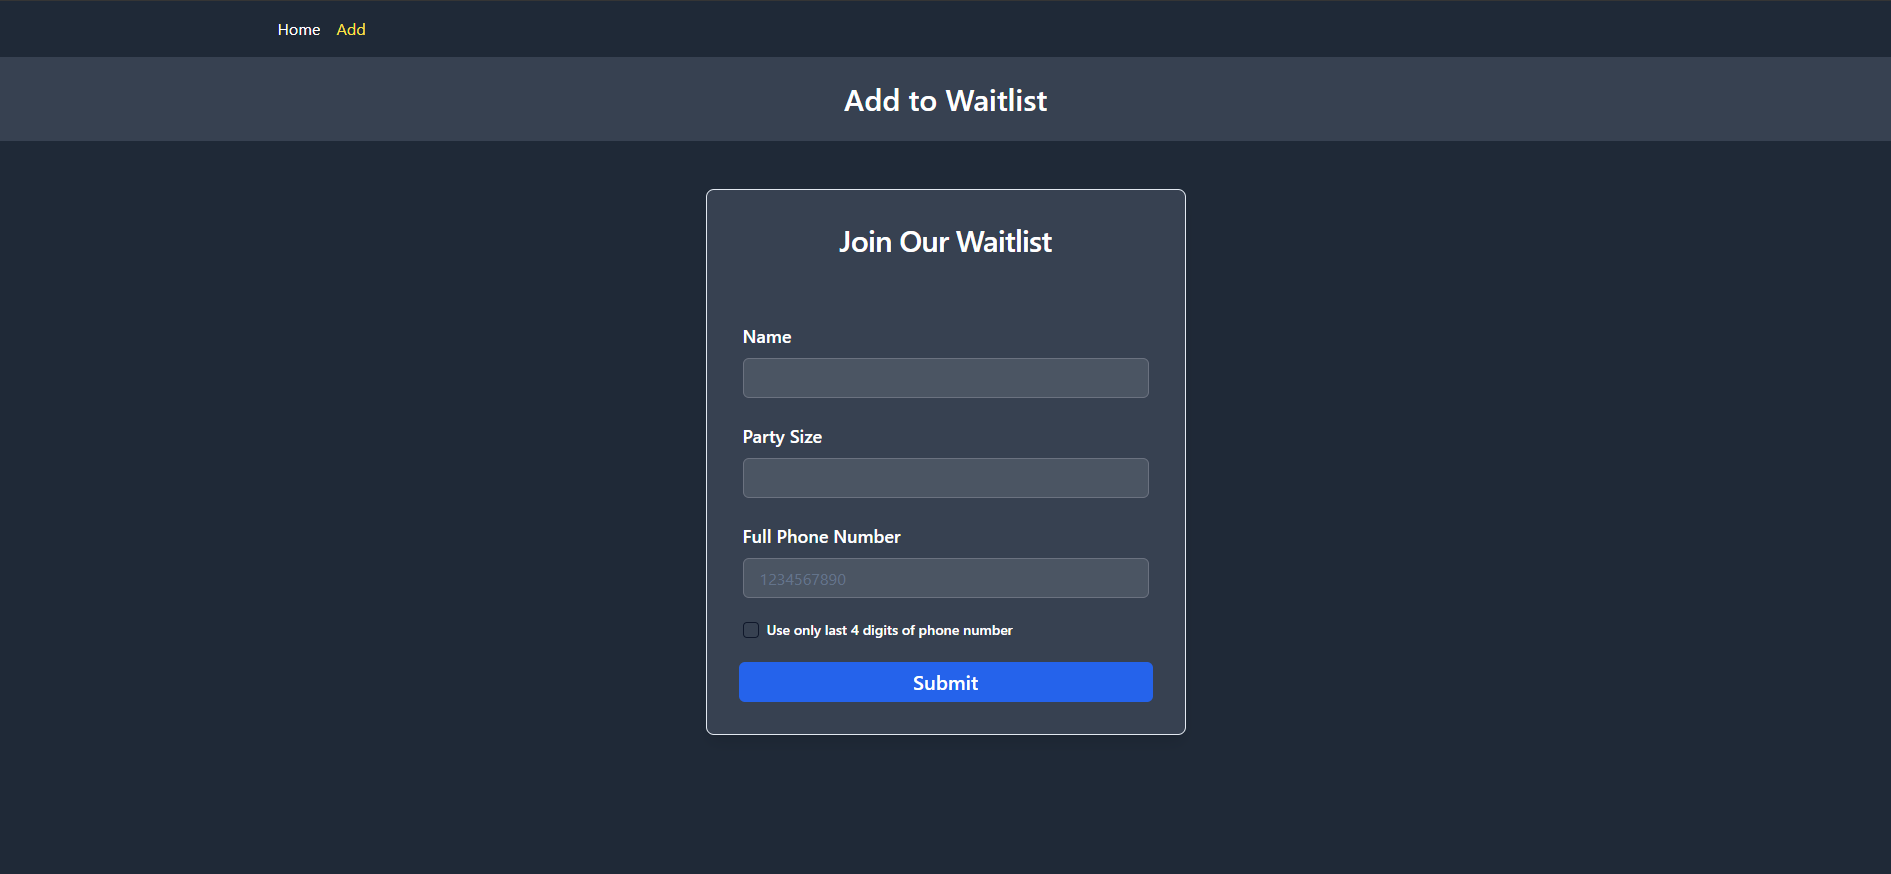 Home Add
Add to Waitlist
Join Our Waitlist
Name
Party Size
Full Phone Number
1234567890
Use only last 4 digits of phone number
Submit